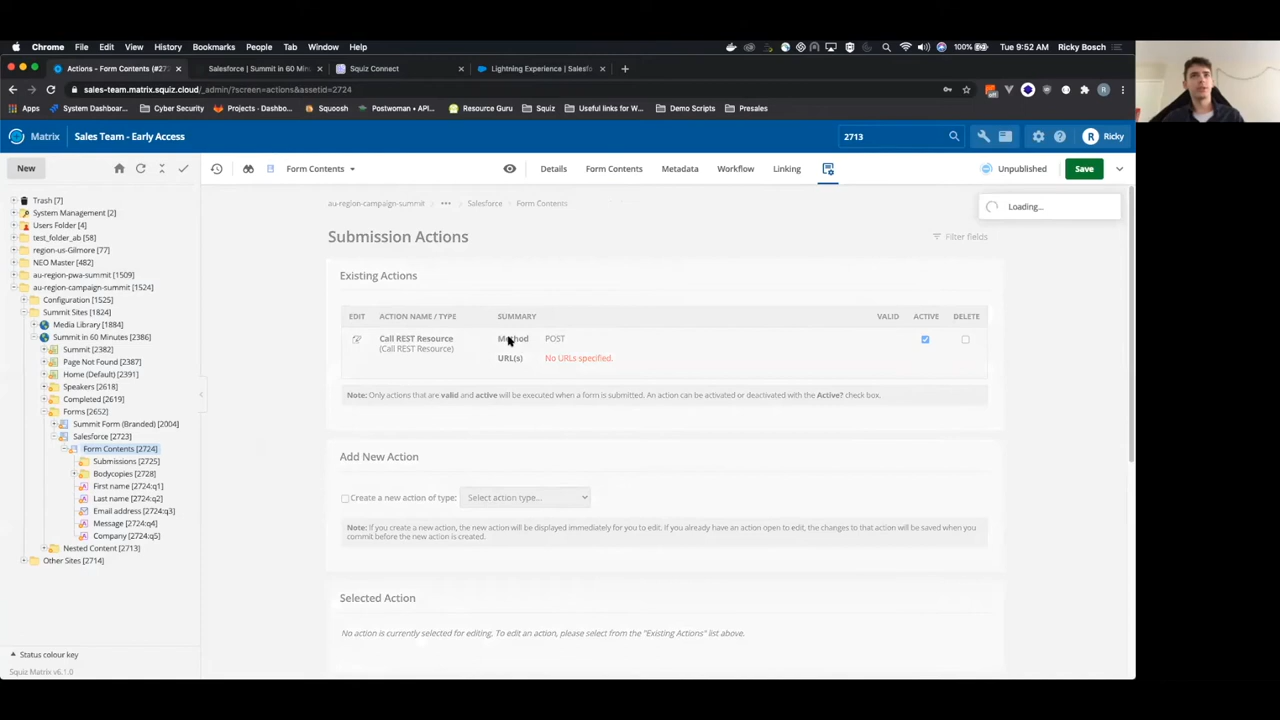 Chrome File Edit View History Bookmarks People Tab Window Help 100% Tue 9:52 AM Ricky Bosch
Actions - Form Contents (#272 Salesforce | Summit in 60 Minu Squiz Connect Lightning Experience | Salesfo
sales-team.matrix.squiz.cloud/_admin/?screen=actions&assetid=2724
Apps System Dashboar... Cyber Security Projects - Dashbo... Squoosh Postwoman • API... Resource Guru Squiz Useful links for W... Demo Scripts Presales
Matrix Sales Team - Early Access 2713 Ricky
New Form Contents Details Form Contents Metadata Workflow Linking Unpublished Save
Loading...
Trash [7]
System Management [2]
Users Folder [4]
test_folder_ab [58]
region-us-Gilmore [77]
NEO Master [482]
au-region-pwa-summit [1509]
au-region-campaign-summit [1524]
Configuration [1525]
Summit Sites [1824]
Media Library [1884]
Summit in 60 Minutes [2386]
Summit [2382]
Page Not Found [2387]
Home (Default) [2391]
Speakers [2618]
Completed [2619]
Forms [2652]
Summit Form (Branded) [2004]
Salesforce [2723]
Form Contents [2724]
Submissions [2725]
Bodycopies [2728]
First name [2724:q1]
Last name [2724:q2]
Email address [2724:q3]
Message [2724:q4]
Company [2724:q5]
Nested Content [2713]
Other Sites [2714]
Status colour key
Squiz Matrix v6.1.0
au-region-campaign-summit ••• Salesforce Form Contents
Submission Actions Filter fields
Existing Actions
EDIT ACTION NAME / TYPE SUMMARY VALID ACTIVE DELETE
Call REST Resource Method POST
(Call REST Resource)
URL(s) No URLs specified.
Note: Only actions that are valid and active will be executed when a form is submitted. An action can be activated or deactivated with the Active? check box.
Add New Action
Create a new action of type: Select action type...
Note: If you create a new action, the new action will be displayed immediately for you to edit. If you already have an action open to edit, the changes to that action will be saved when you
commit before the new action is created.
Selected Action
No action is currently selected for editing. To edit an action, please select from the "Existing Actions" list above.